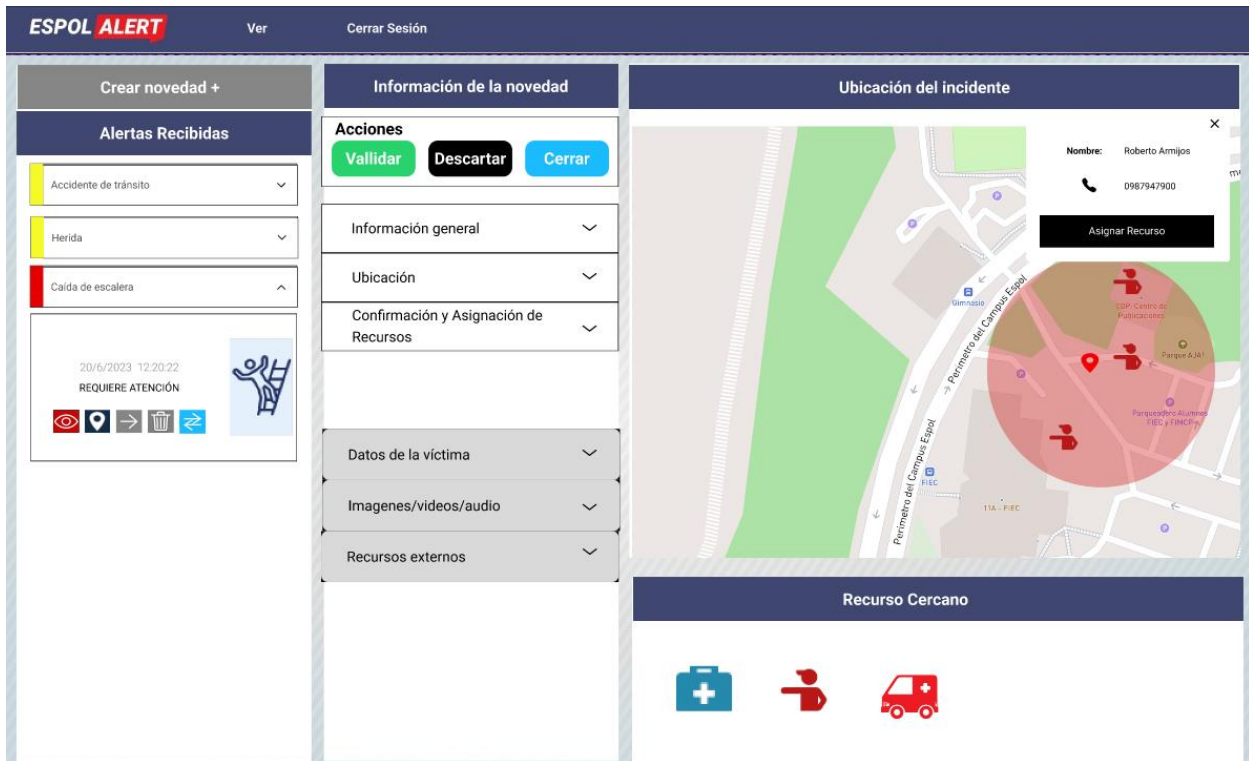 ESPOL ALERT
Ver
Cerrar Sesión
Crear novedad +
Alertas Recibidas
Accidente de tránsito
Herida
Caída de escalera
20/6/2023 12.20:22
REQUIERE ATENCIÓN
Información de la novedad
Acciones
Vallidar
Descartar
Cerrar
Información general
Ubicación
Confirmación y Asignación de
Recursos
Datos de la víctima
Imagenes/videos/audio
Recursos externos
Ubicación del incidente
Nombre: Roberto Armijos
0987947900
Asignar Recurso
Gimnasio
Perimetro del Campus Espol
CDP- Centro de
Publicaciones
Parque AJA!
Parqueadero Alumnos
FIEC y FIMCP
Perimetro del Campus Espol
FIEC
11A - FIEC
Recurso Cercano